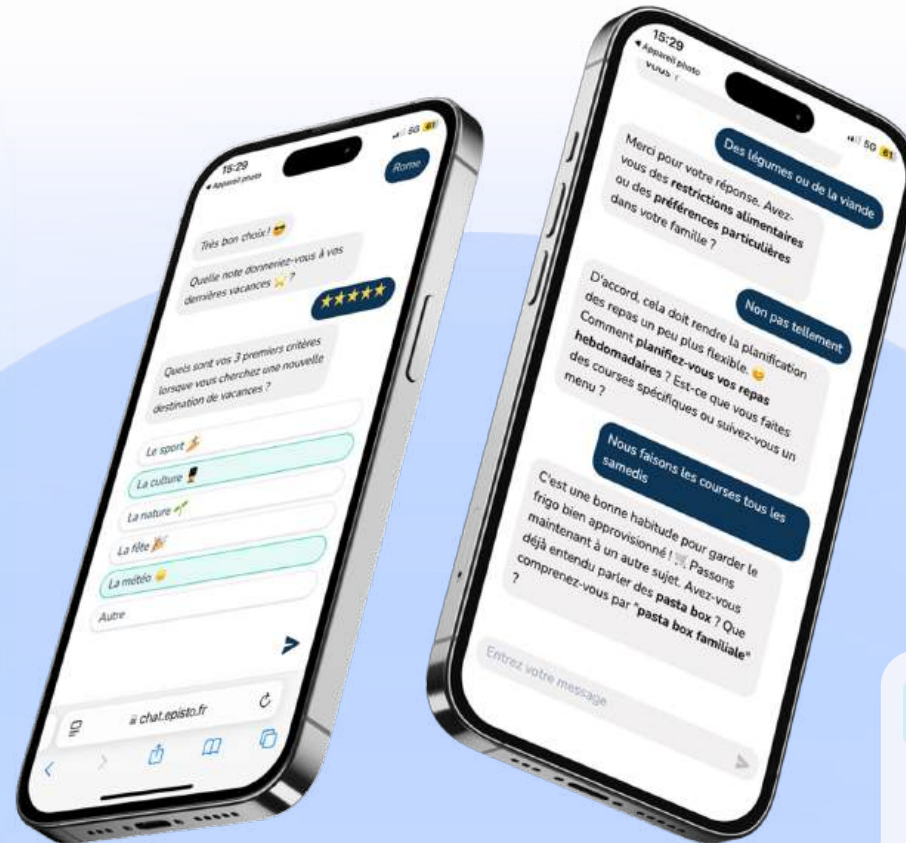 15:29
5G 61
◀ Appareil photo
Rome
Très bon choix ! 😎
Quelle note donneriez-vous à vos
dernières vacances 🌟 ?
⭐⭐⭐⭐⭐
Quels sont vos 3 premiers critères
lorsque vous cherchez une nouvelle
destination de vacances ?
Le sport
La culture
La nature 🌱
La fête 🎉
La météo
Autre
chat.episto.fr
15:29
5G 61
◀ Appareil photo
vous ?
Des légumes ou de la viande
Merci pour votre réponse. Avez-
vous des restrictions alimentaires
ou des préférences particulières
dans votre famille ?
Non pas tellement
D'accord, cela doit rendre la planification
des repas un peu plus flexible. 😊
Comment planifiez-vous vos repas
hebdomadaires ? Est-ce que vous faites
des courses spécifiques ou suivez-vous un
menu ?
Nous faisons les courses tous les
samedis
C'est une bonne habitude pour garder le
frigo bien approvisionné ! 🛒 Passons
maintenant à un autre sujet. Avez-vous
déjà entendu parler des pasta box ? Que
comprenez-vous par "pasta box familiale"
?
Entrez votre message